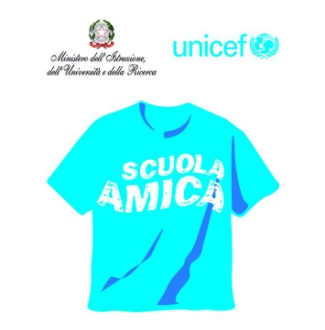 Ministero dell'Istruzione,
dell'Università e della Ricerca
unicef
SCUOLA
AMICA